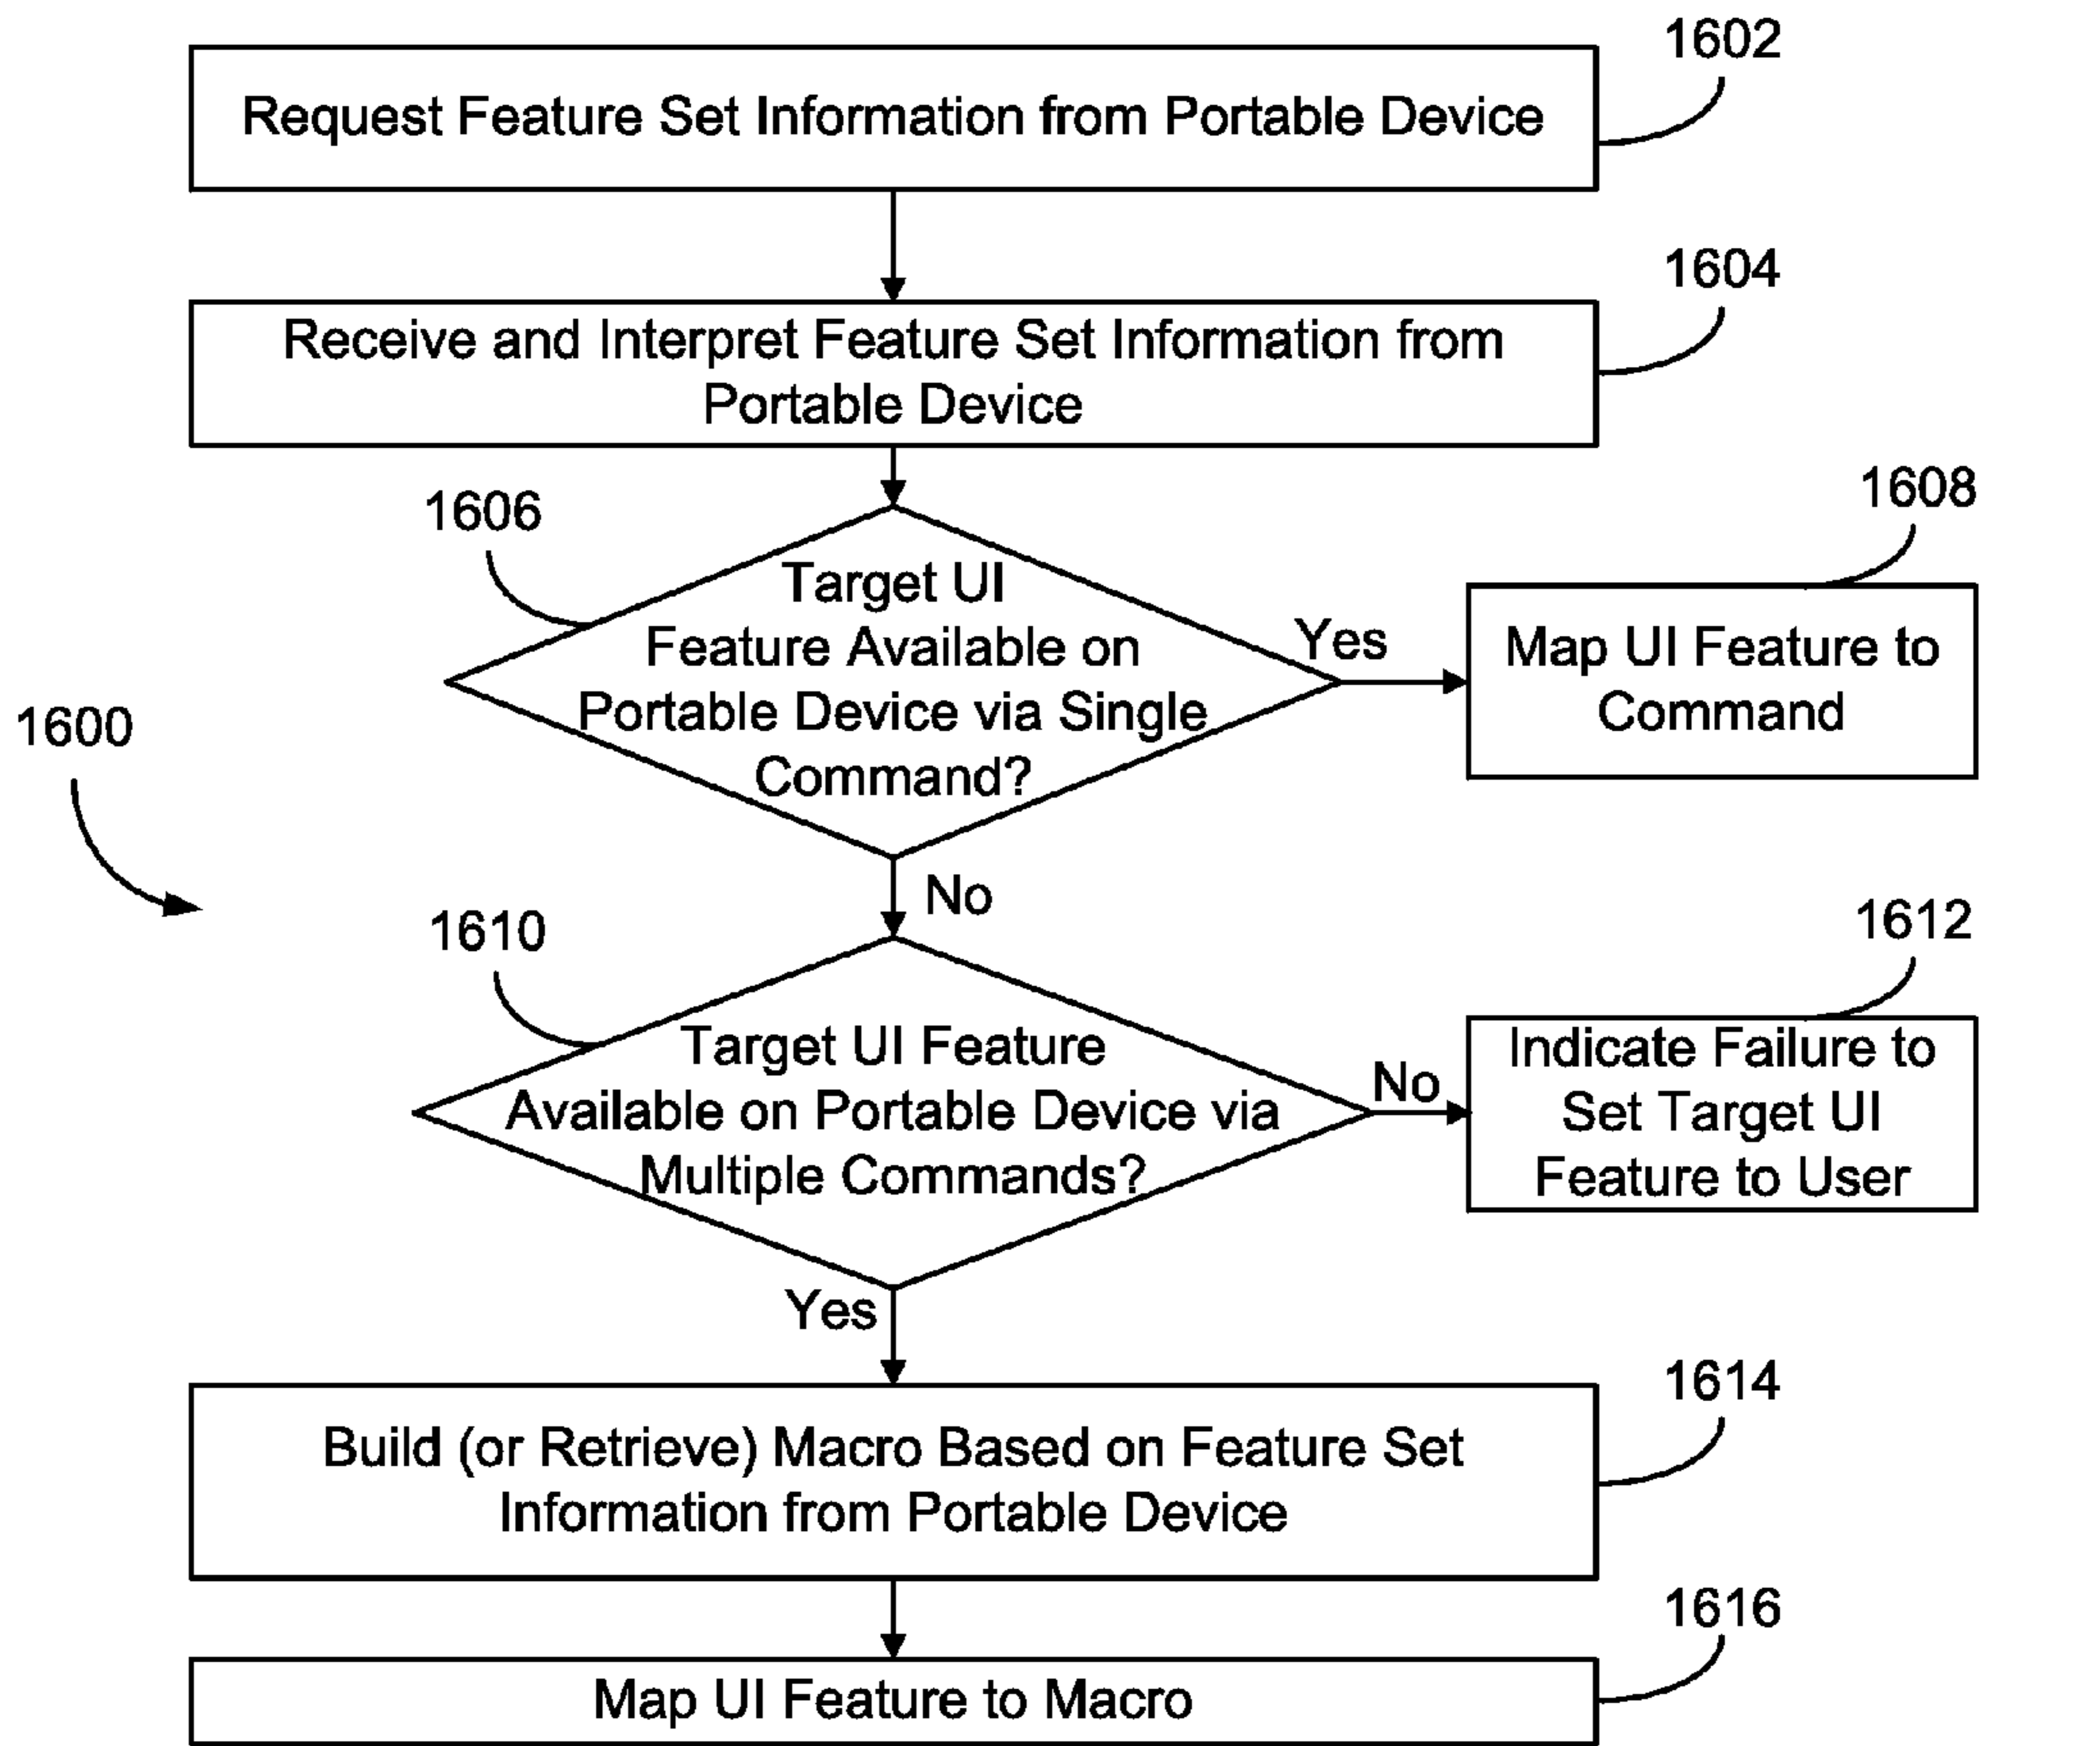 1602
Request Feature Set Information from Portable Device
1604
Receive and Interpret Feature Set Information from
Portable Device
1606
Target UI
Feature Available on
Portable Device via Single
Command?
Yes
1608
Map UI Feature to
Command
1600
No
1610
Target UI Feature
Available on Portable Device via
Multiple Commands?
No
1612
Indicate Failure to
Set Target UI
Feature to User
Yes
1614
Build (or Retrieve) Macro Based on Feature Set
Information from Portable Device
1616
Map UI Feature to Macro